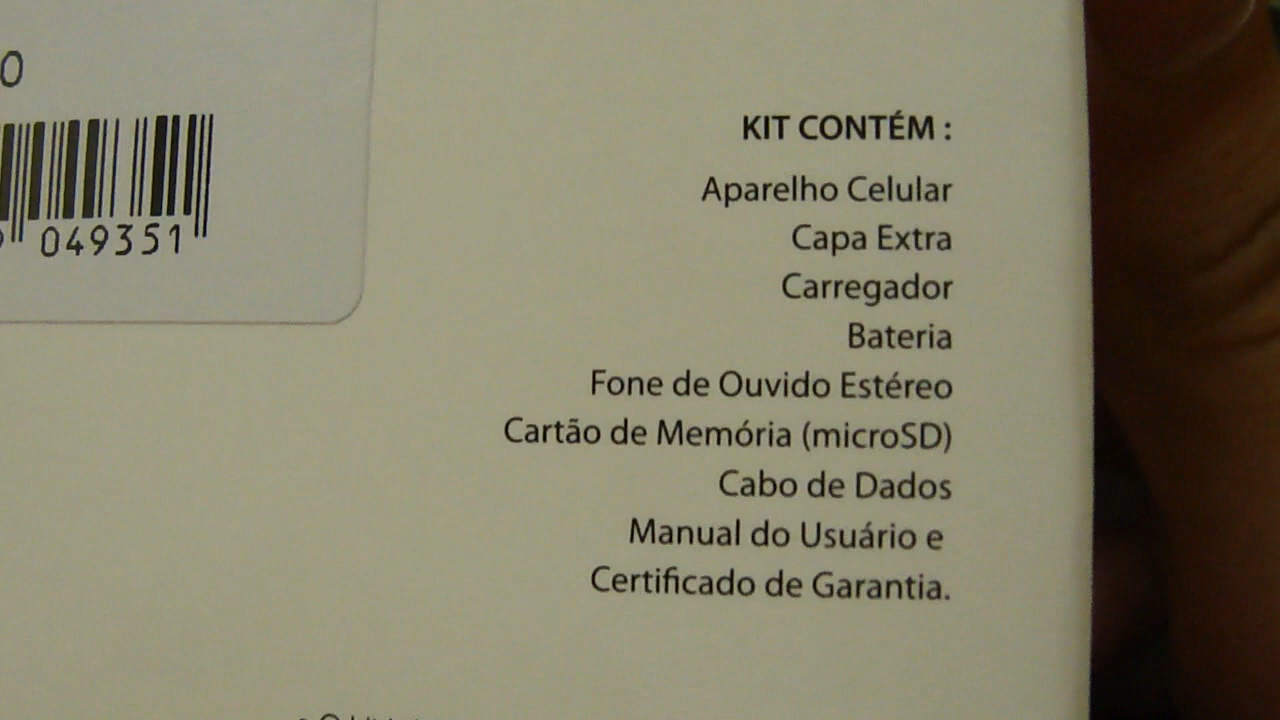 0
049351
KIT CONTÉM :
Aparelho Celular
Capa Extra
Carregador
Bateria
Fone de Ouvido Estéreo
Cartão de Memória (microSD)
Cabo de Dados
Manual do Usuário e
Certificado de Garantia.